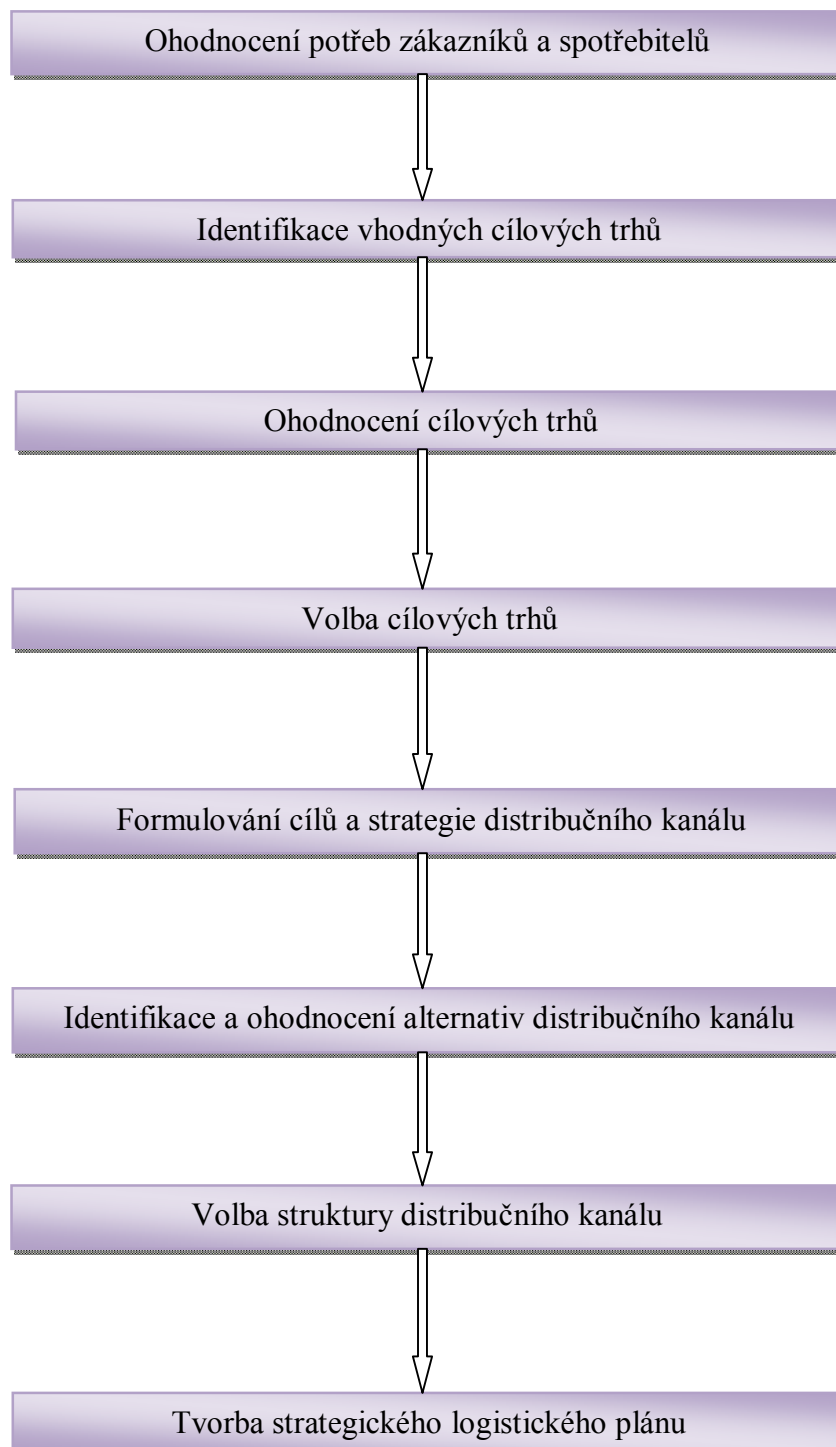 Ohodnocení potřeb zákazníků a spotřebitelů
Identifikace vhodných cílových trhů
Ohodnocení cílových trhů
Volba cílových trhů
Formulování cílů a strategie distribučního kanálu
Identifikace a ohodnocení alternativ distribučního kanálu
Volba struktury distribučního kanálu
Tvorba strategického logistického plánu